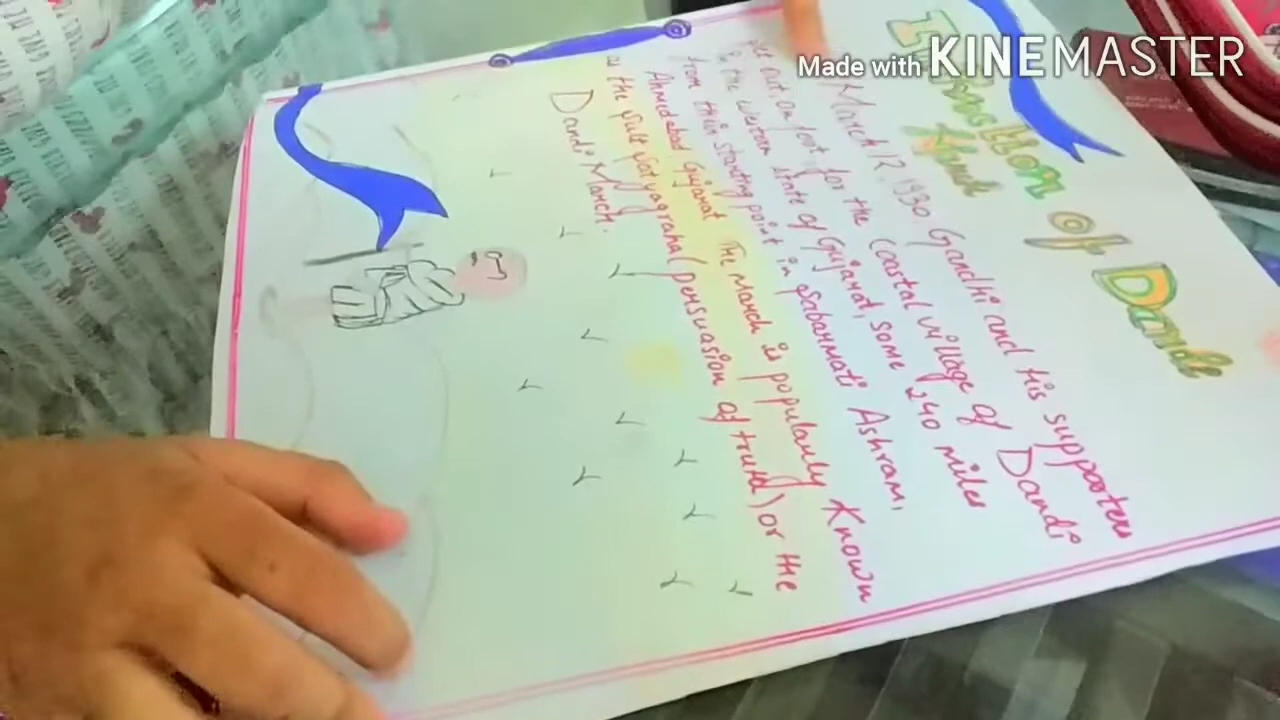 Made with KINEMASTER
of Dandi
March 12, 1930 Gandhi and His supporters
set out, on foot, for the coastal village of Dandi
in the western state of Gujarat, some 240 miles
from their starting point in Sabarmati Ashram,
Ahmedabad Gujarat The march is popularly Known
as the Salt Satyagraha (persuasion of truth) or the
Dandi March.